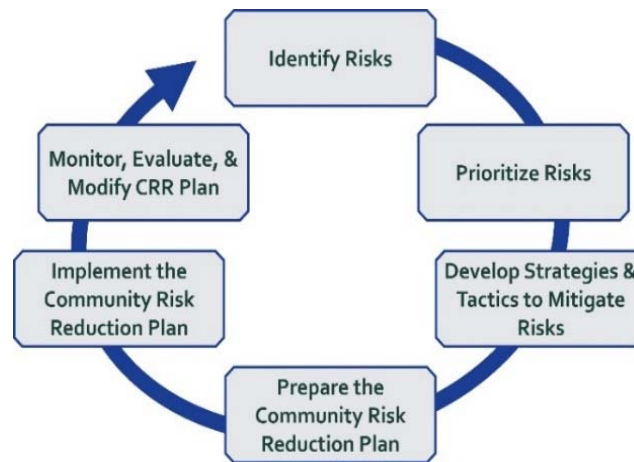 Identify Risks
Prioritize Risks
Develop Strategies &
Tactics to Mitigate
Risks
Prepare the
Community Risk
Reduction Plan
Implement the
Community Risk
Reduction Plan
Monitor, Evaluate, &
Modify CRR Plan